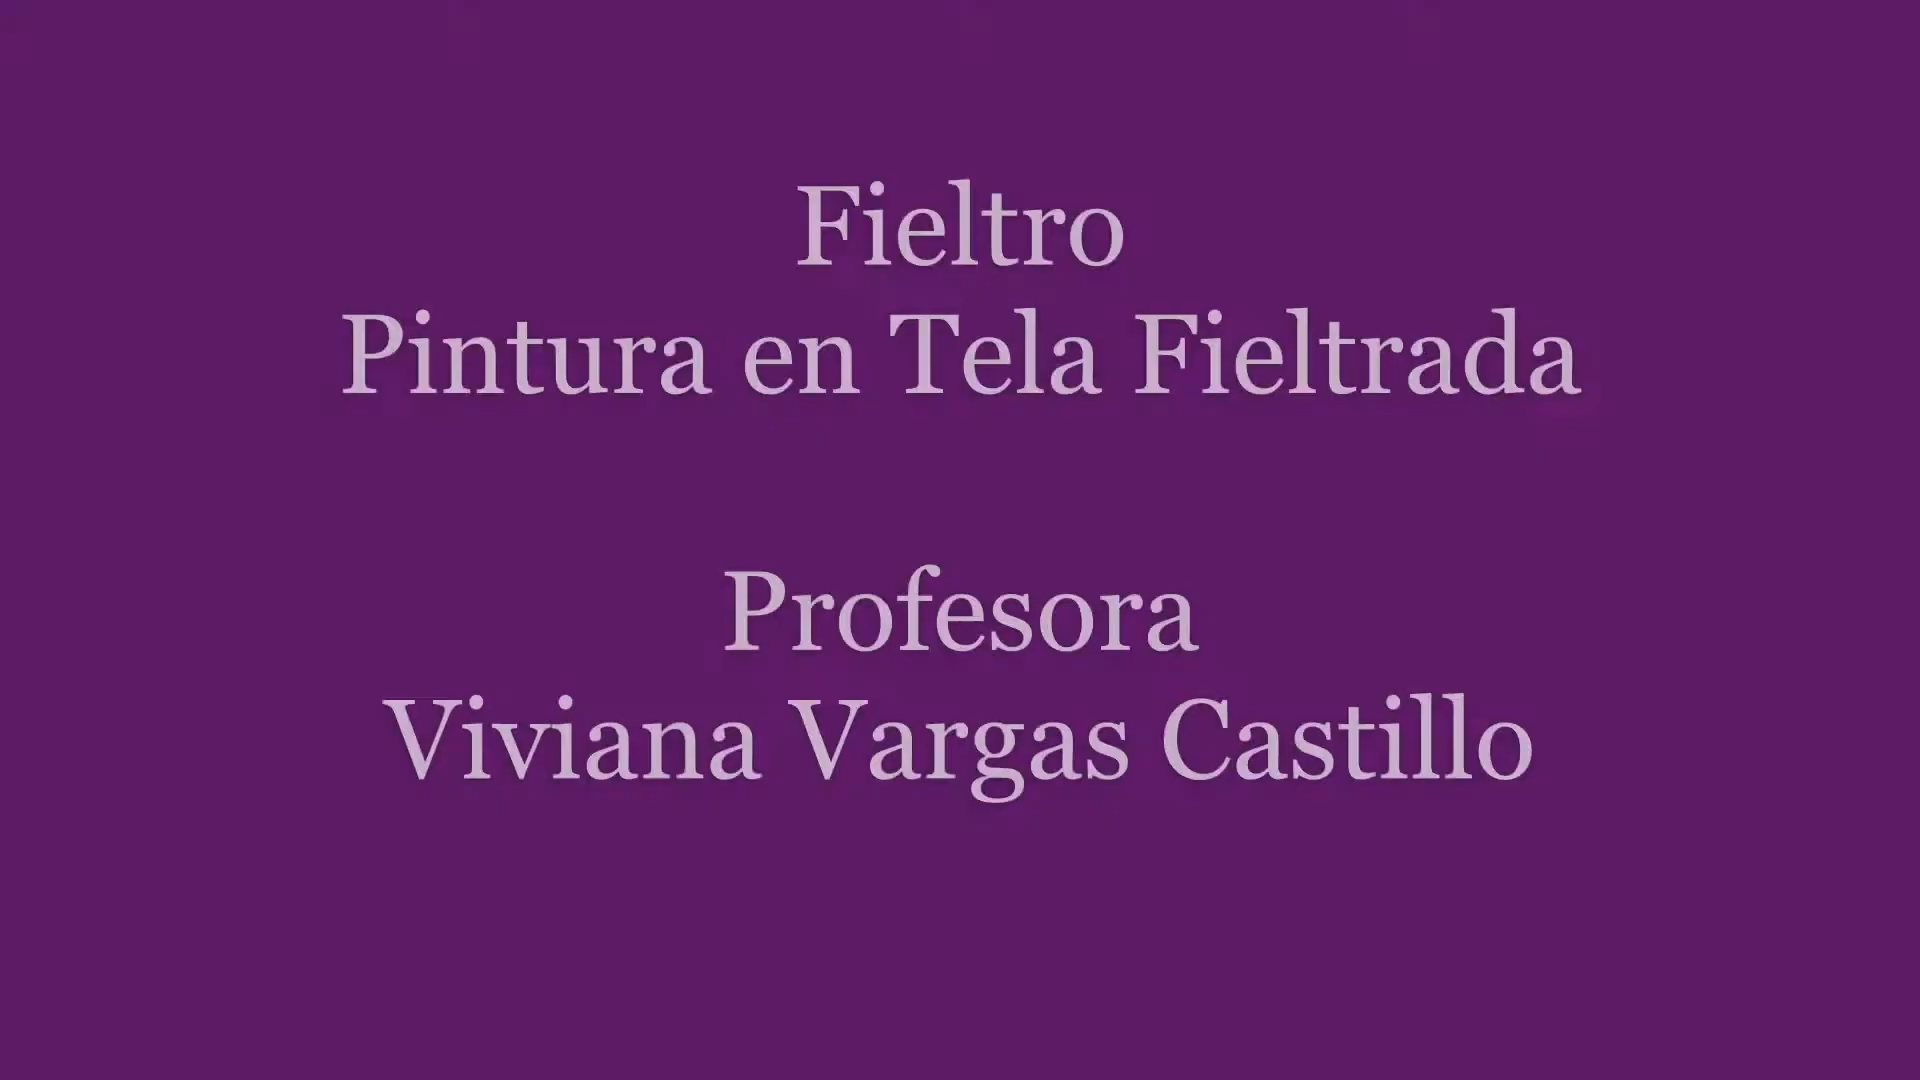 Fieltro
Pintura en Tela Fieltrada
Profesora
Viviana Vargas Castillo